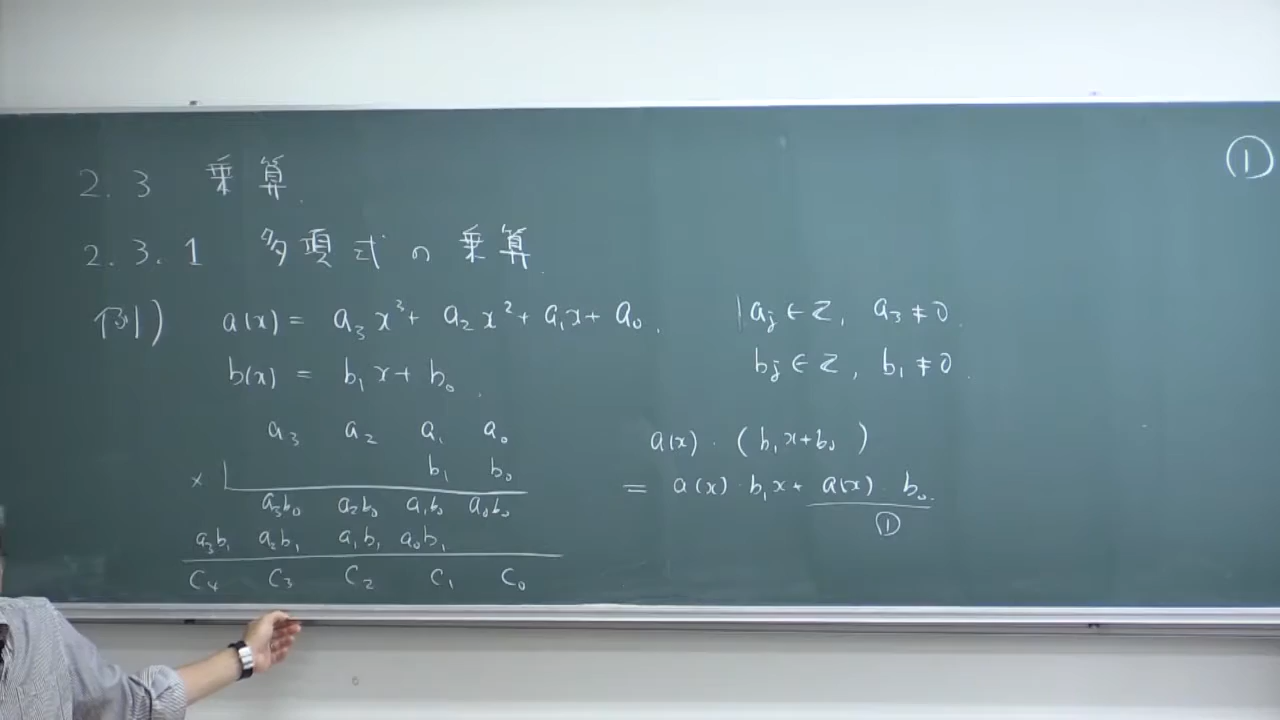 ①
2.3 乗算.
2.3.1 多項式の乗算.
例) a(x) = a₃x³ + a₂x² + a₁x + a₀. | aⱼ ∈ Z, a₃ ≠ 0.
b(x) = b₁x + b₀. bⱼ ∈ Z, b₁ ≠ 0.
a₃ a₂ a₁ a₀
× b₁ b₀
a₃b₀ a₂b₀ a₁b₀ a₀b₀
a₃b₁ a₂b₁ a₁b₁ a₀b₁
c₄ c₃ c₂ c₁ c₀
a(x) · (b₁x + b₀)
= a(x) · b₁x + a(x) · b₀.
①